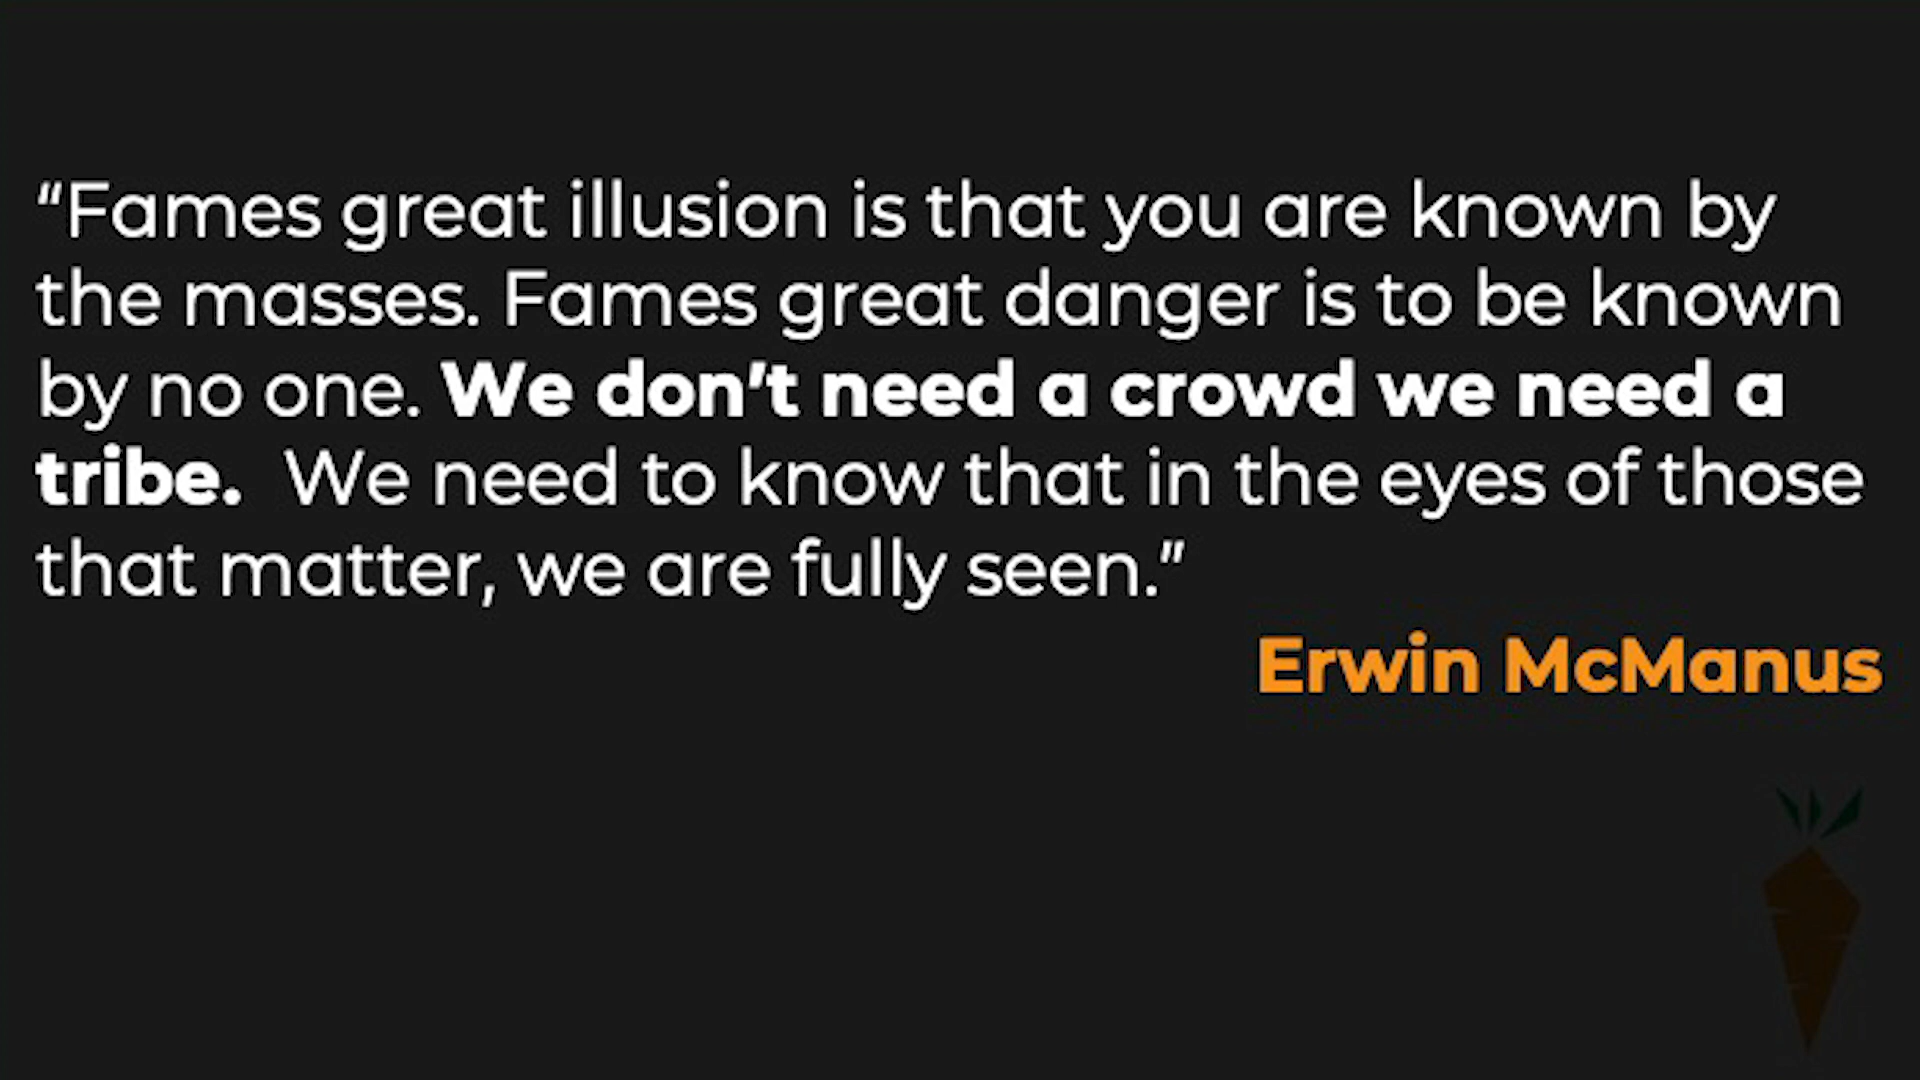 “Fames great illusion is that you are known by
the masses. Fames great danger is to be known
by no one. We don’t need a crowd we need a
tribe. We need to know that in the eyes of those
that matter, we are fully seen.”
Erwin McManus